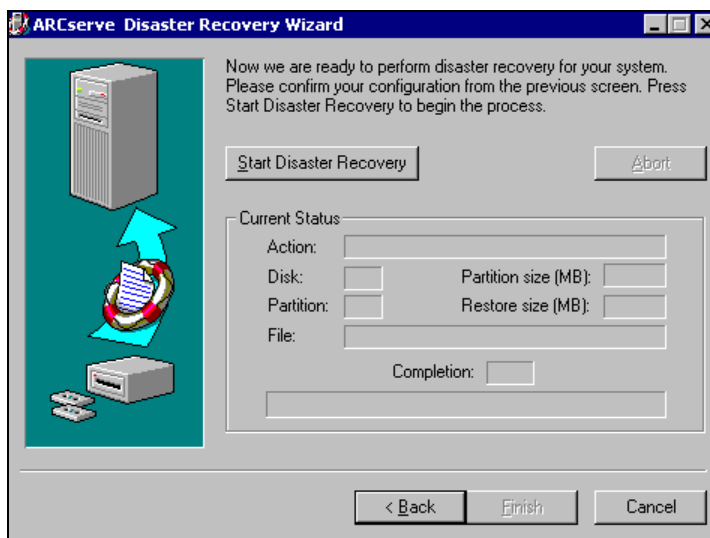 ARCserve Disaster Recovery Wizard
Now we are ready to perform disaster recovery for your system.
Please confirm your configuration from the previous screen. Press
Start Disaster Recovery to begin the process.
Start Disaster Recovery
Abort
Current Status
Action:
Disk:
Partition size (MB):
Partition:
Restore size (MB):
File:
Completion:
< Back
Finish
Cancel